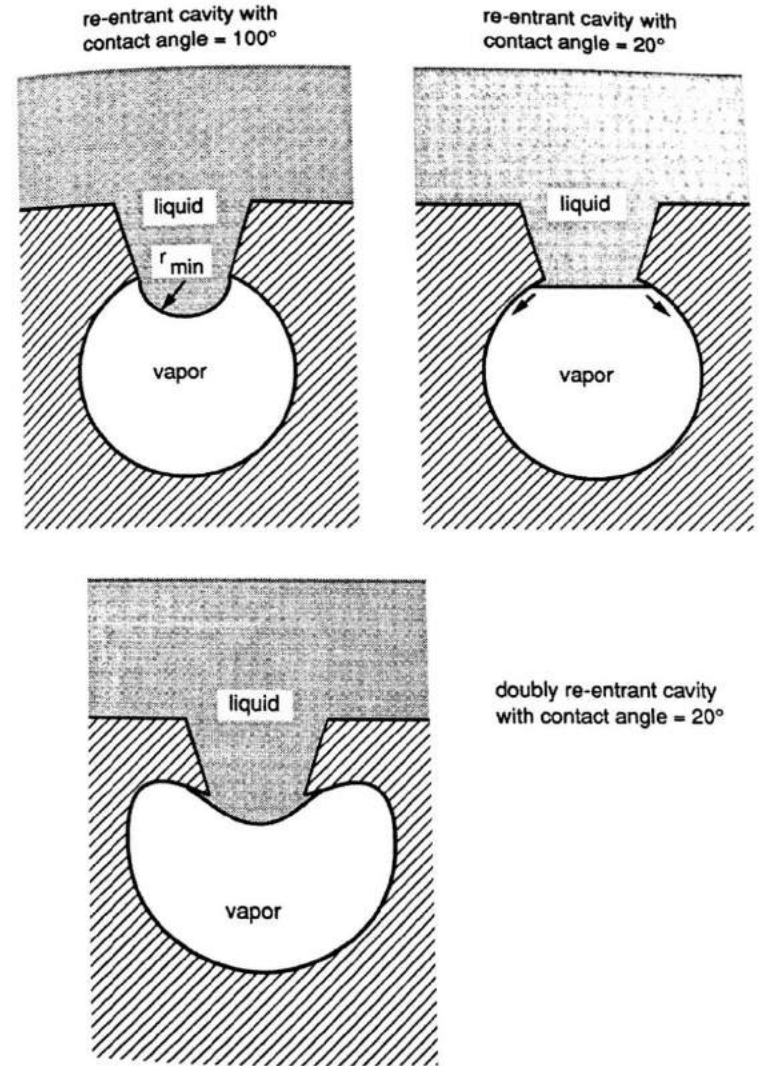 re-entrant cavity with
contact angle = 100°
liquid
r min
vapor
re-entrant cavity with
contact angle = 20°
liquid
vapor
liquid
vapor
doubly re-entrant cavity
with contact angle = 20°